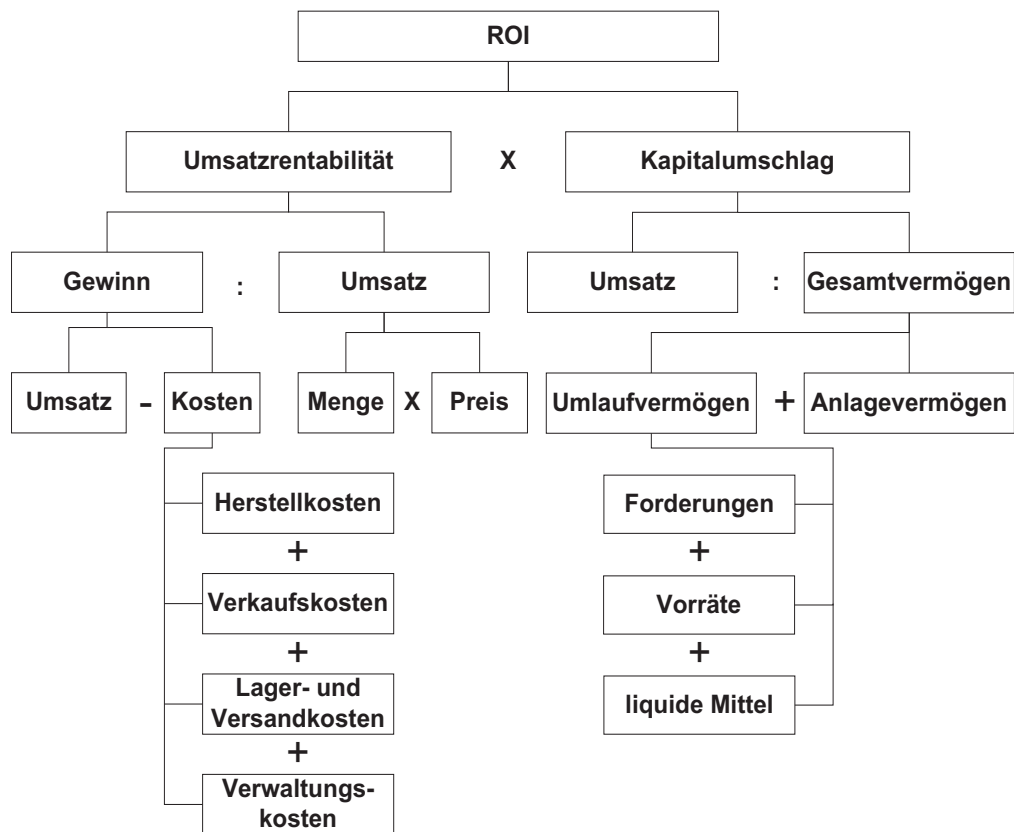 ROI
Umsatzrentabilität X Kapitalumschlag
Gewinn : Umsatz Umsatz : Gesamtvermögen
Umsatz - Kosten Menge X Preis Umlaufvermögen + Anlagevermögen
Herstellkosten Forderungen
+ +
Verkaufskosten Vorräte
+ +
Lager- und
Versandkosten liquide Mittel
+
Verwaltungs-
kosten